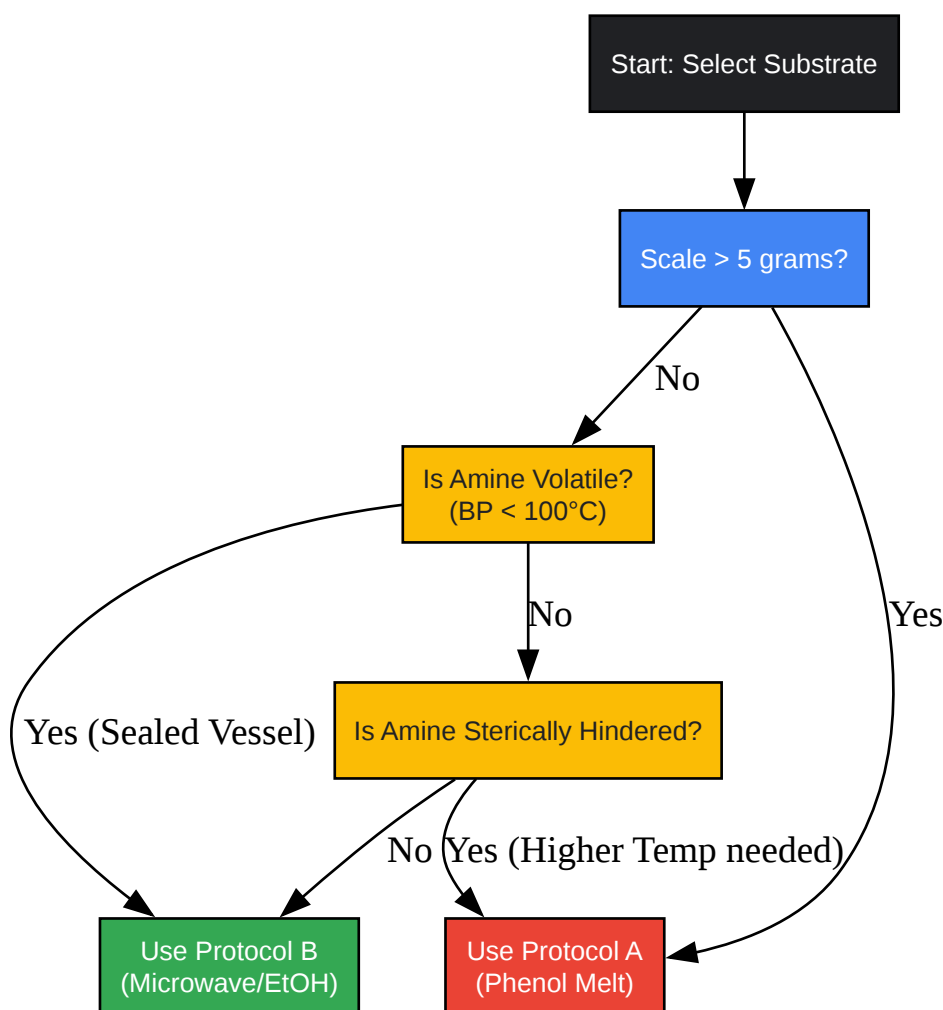 Start: Select Substrate
Scale > 5 grams?
No
Is Amine Volatile?
(BP < 100°C)
No
Yes
Is Amine Sterically Hindered?
Yes (Sealed Vessel)
No
Yes (Higher Temp needed)
Use Protocol B
(Microwave/EtOH)
Use Protocol A
(Phenol Melt)